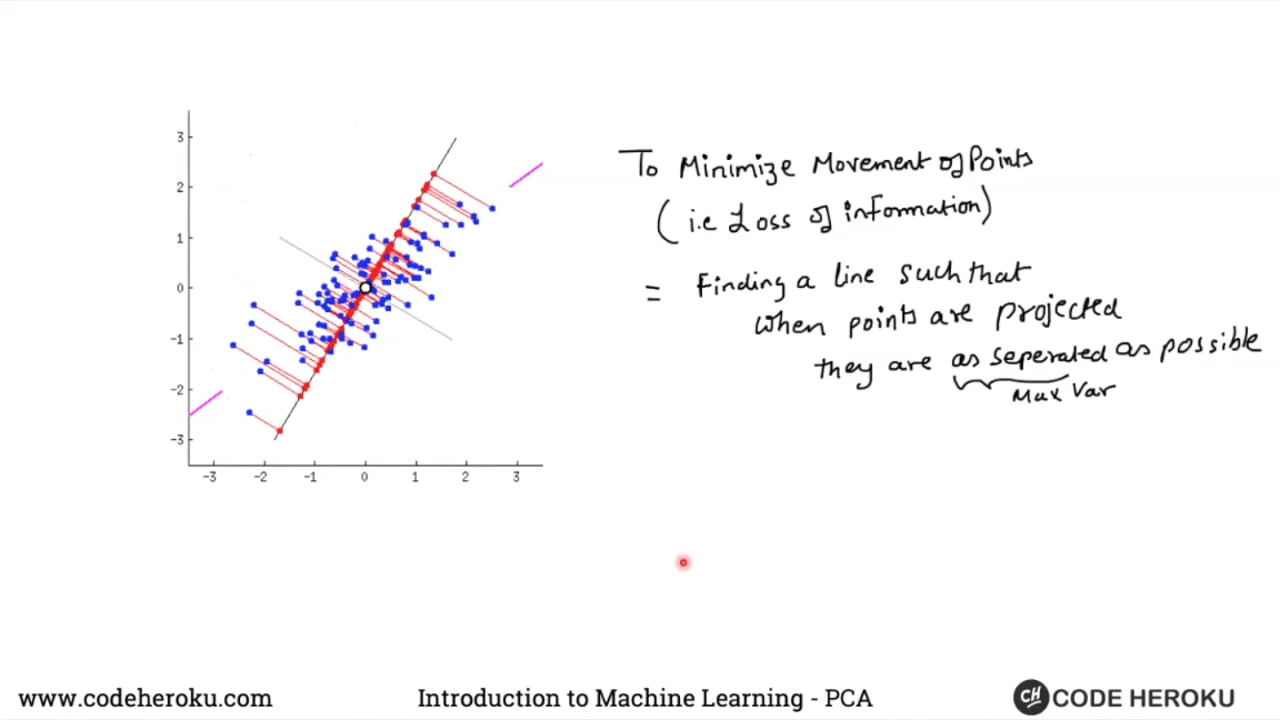 3
2
1
0
-1
-2
-3
-3 -2 -1 0 1 2 3
To Minimize Movement of Points
(i.e Loss of information)
= Finding a line such that
when points are projected
they are as seperated as possible
Max Var
www.codeheroku.com Introduction to Machine Learning - PCA CH CODE HEROKU